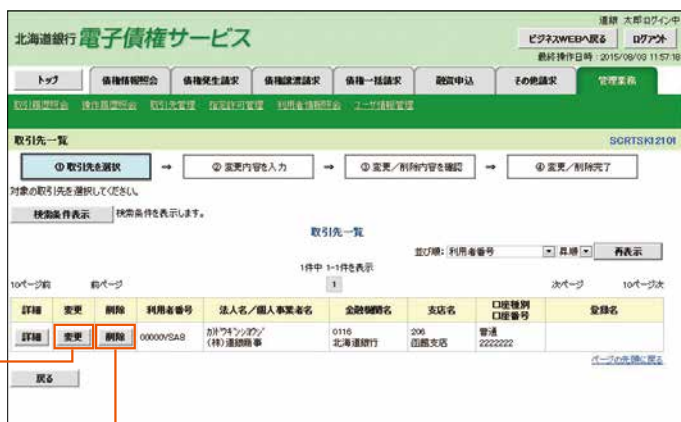 道銀 太郎ログイン中
北海道銀行 電子債権サービス
ビジネスWEBへ戻る ログアウト
最終操作日時：2015/08/03 11:57:18
トップ 債権情報照会 債権発生請求 債権譲渡請求 債権一括請求 融資申込 その他請求 管理業務
取引履歴照会 操作履歴照会 取引先管理 指定許可管理 利用者情報照会 ユーザ情報管理
取引先一覧 SCRTSK12101
① 取引先を選択 → ② 変更内容を入力 → ③ 変更／削除内容を確認 → ④ 変更／削除完了
対象の取引先を選択してください。
検索条件表示 検索条件を表示します。
取引先一覧
並び順：利用者番号 昇順 再表示
1件中 1-1件を表示
10ページ前 前ページ 1 次ページ 10ページ次
詳細 変更 削除 利用者番号 法人名／個人事業者名 金融機関名 支店名 口座種別 口座番号 登録名
詳細 変更 削除 00000VSAB (株)道銀商事 0116 北海道銀行 206 函館支店 普通 2222222
ページの先頭に戻る
戻る